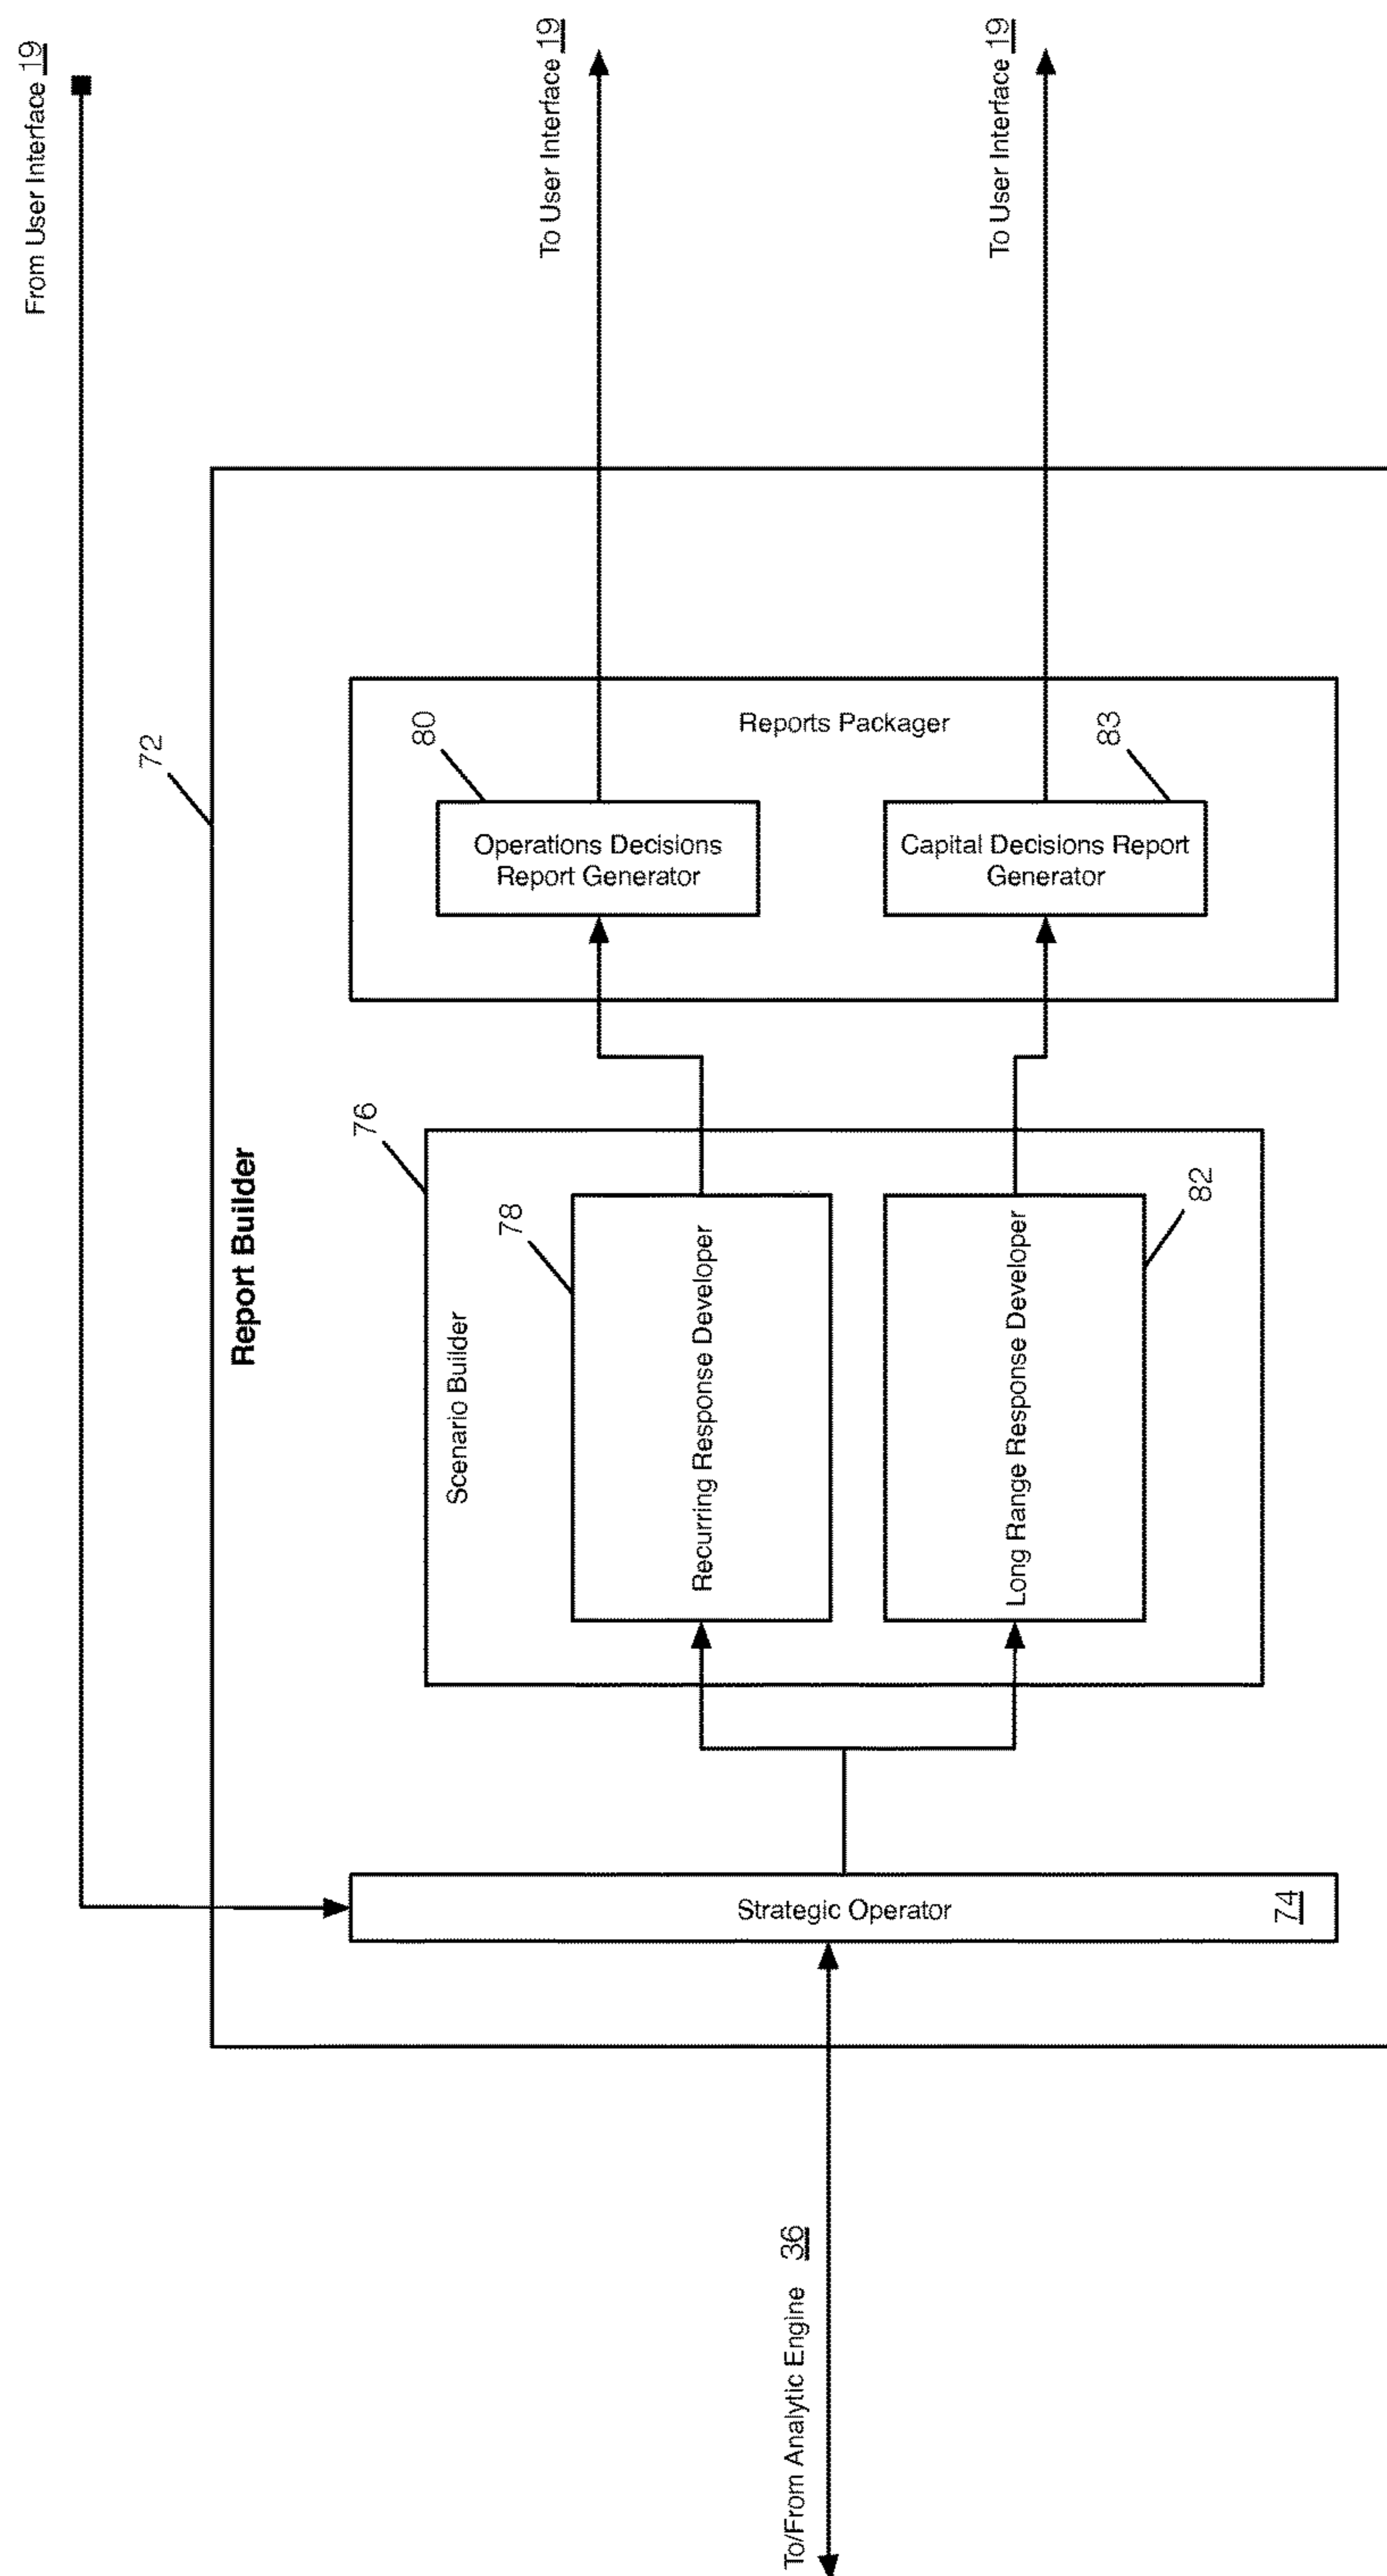 From User Interface 19
To User Interface 19
To User Interface 19
72
Report Builder
80
Reports Packager
83
Operations Decisions
Report Generator
Capital Decisions Report
Generator
76
Scenario Builder
78
Recurring Response Developer
82
Long Range Response Developer
Strategic Operator
74
To/From Analytic Engine 36